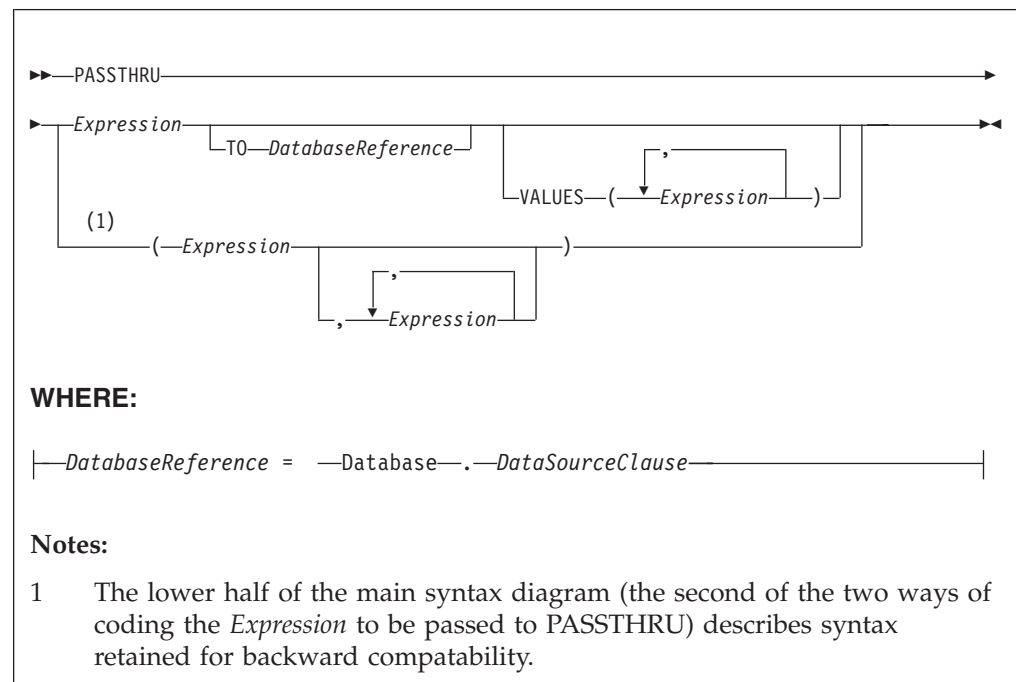 PASSTHRU
Expression
TO DatabaseReference
,
VALUES ( Expression )
(1)
( Expression )
,
, Expression
WHERE:
DatabaseReference = Database . DataSourceClause
Notes:
1 The lower half of the main syntax diagram (the second of the two ways of
coding the Expression to be passed to PASSTHRU) describes syntax
retained for backward compatability.